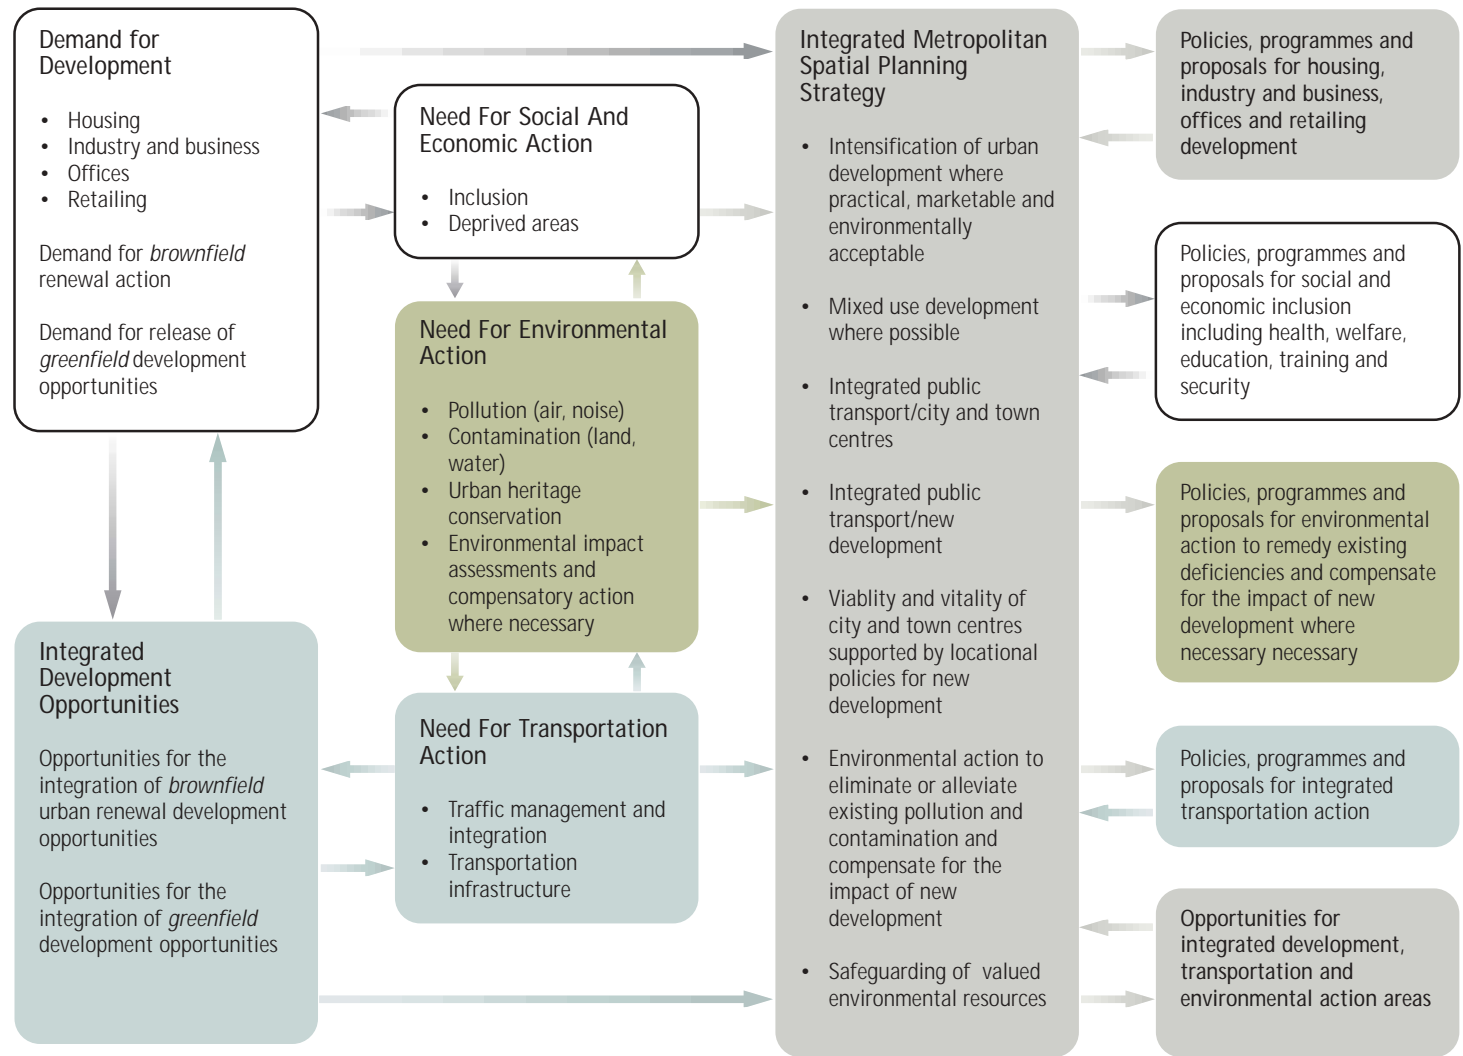 Demand for
Development
• Housing
• Industry and business
• Offices
• Retailing
Demand for brownfield
renewal action
Demand for release of
greenfield development
opportunities
Integrated
Development
Opportunities
Opportunities for the
integration of brownfield
urban renewal development
opportunities
Opportunities for the
integration of greenfield
development opportunities
Need For Social And
Economic Action
• Inclusion
• Deprived areas
Need For Environmental
Action
• Pollution (air, noise)
• Contamination (land,
water)
• Urban heritage
conservation
• Environmental impact
assessments and
compensatory action
where necessary
Need For Transportation
Action
• Traffic management and
integration
• Transportation
infrastructure
Integrated Metropolitan
Spatial Planning
Strategy
• Intensification of urban
development where
practical, marketable and
environmentally
acceptable
• Mixed use development
where possible
• Integrated public
transport/city and town
centres
• Integrated public
transport/new
development
• Viablity and vitality of
city and town centres
supported by locational
policies for new
development
• Environmental action to
eliminate or alleviate
existing pollution and
contamination and
compensate for the
impact of new
development
• Safeguarding of valued
environmental resources
Policies, programmes and
proposals for housing,
industry and business,
offices and retailing
development
Policies, programmes and
proposals for social and
economic inclusion
including health, welfare,
education, training and
security
Policies, programmes and
proposals for environmental
action to remedy existing
deficiencies and compensate
for the impact of new
development where
necessary necessary
Policies, programmes and
proposals for integrated
transportation action
Opportunities for
integrated development,
transportation and
environmental action areas